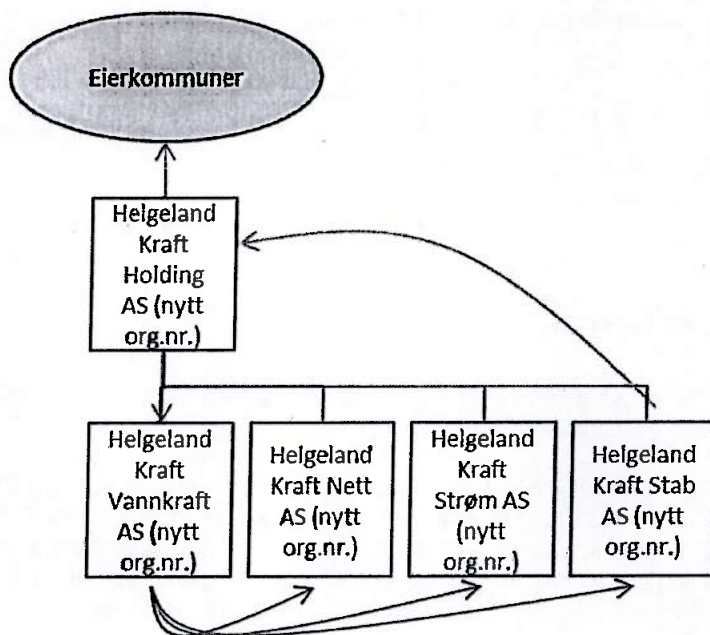 Eierkommuner
Helgeland
Kraft
Holding
AS (nytt
org.nr.)
Helgeland
Kraft
Vannkraft
AS (nytt
org.nr.)
Helgeland
Kraft Nett
AS (nytt
org.nr.)
Helgeland
Kraft
Strøm AS
(nytt
org.nr.)
Helgeland
Kraft Stab
AS (nytt
org.nr.)